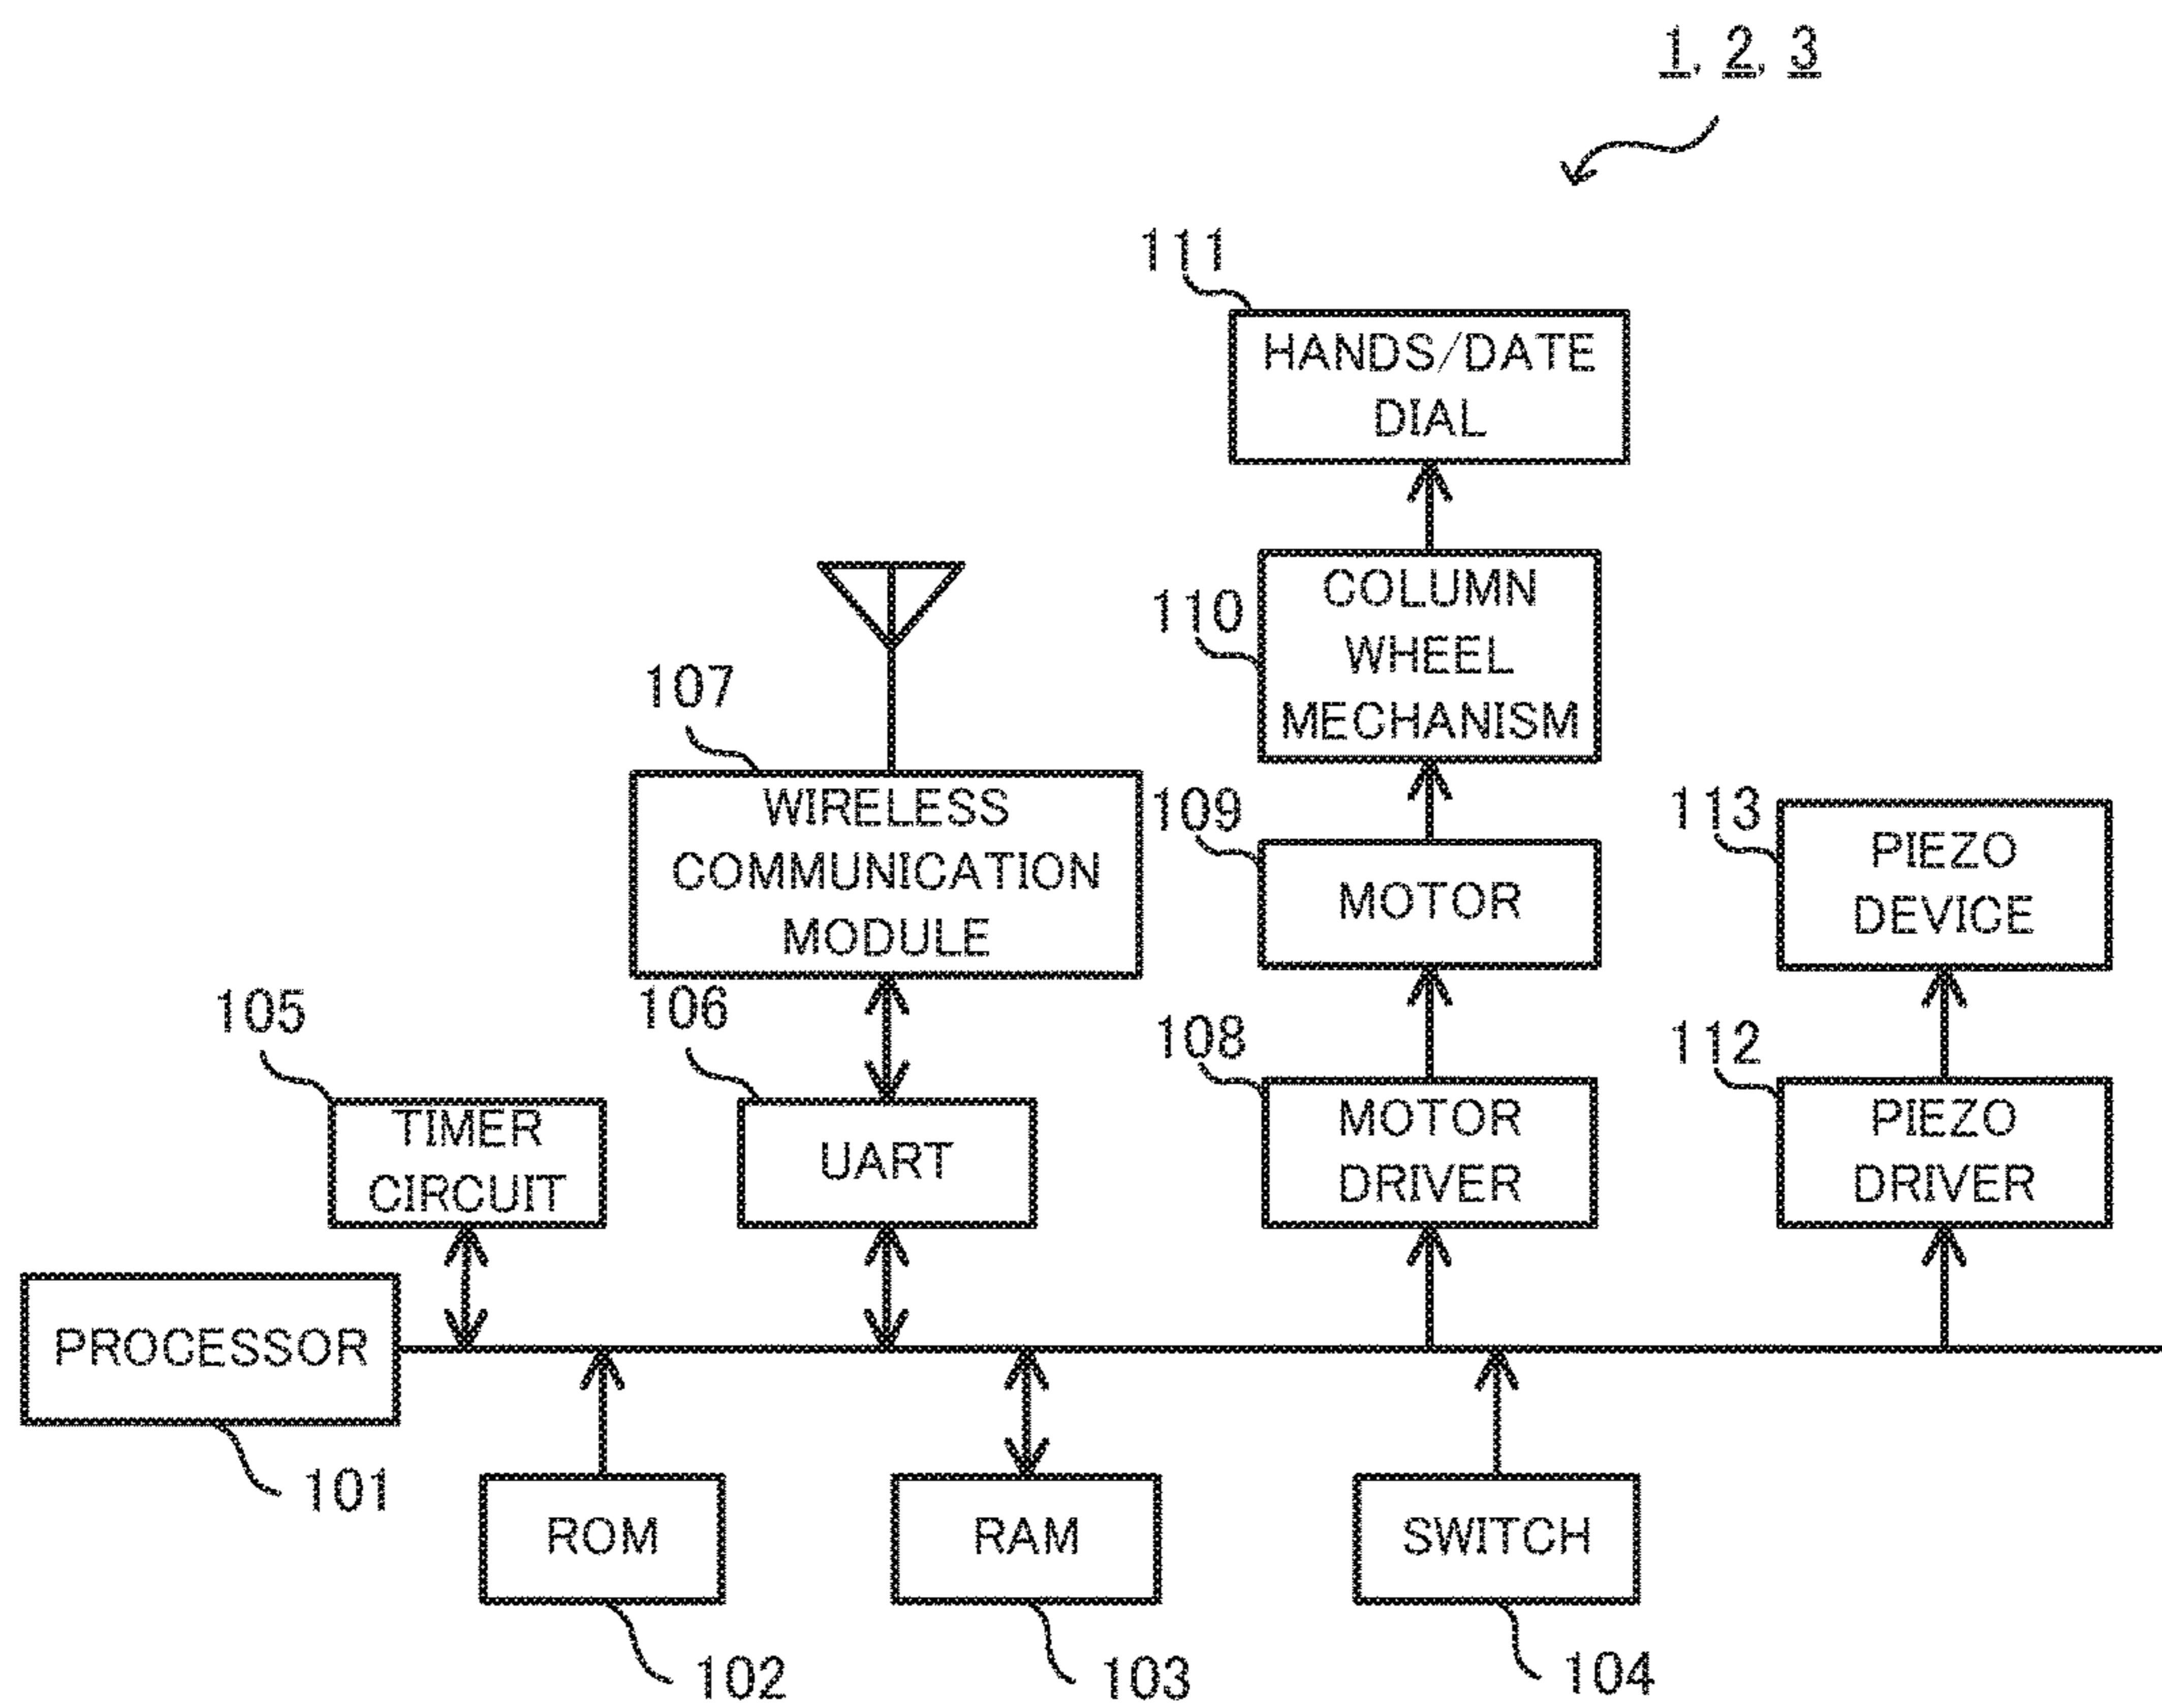 1, 2, 3
111
HANDS/DATE
DIAL
110
COLUMN
WHEEL
MECHANISM
107
WIRELESS
COMMUNICATION
MODULE
109
MOTOR
113
PIEZO
DEVICE
105
TIMER
CIRCUIT
106
UART
108
MOTOR
DRIVER
112
PIEZO
DRIVER
PROCESSOR
101
ROM
102
RAM
103
SWITCH
104